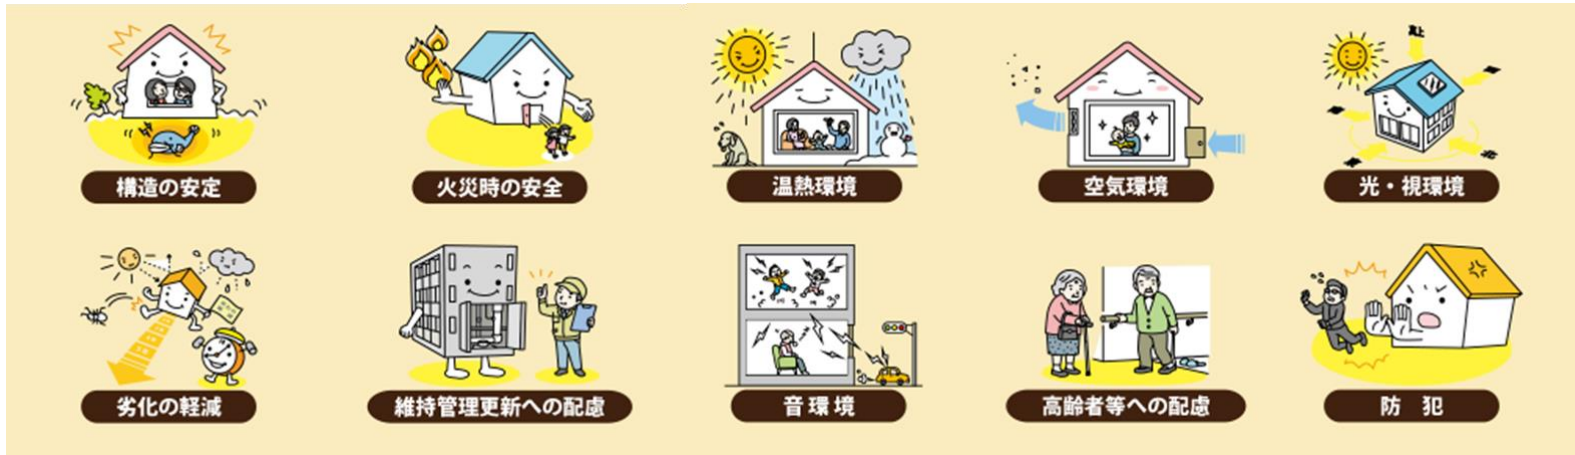 真上
構造の安定
火災時の安全
温熱環境
空気環境
光・視環境
劣化の軽減
維持管理更新への配慮
音環境
高齢者等への配慮
防 犯